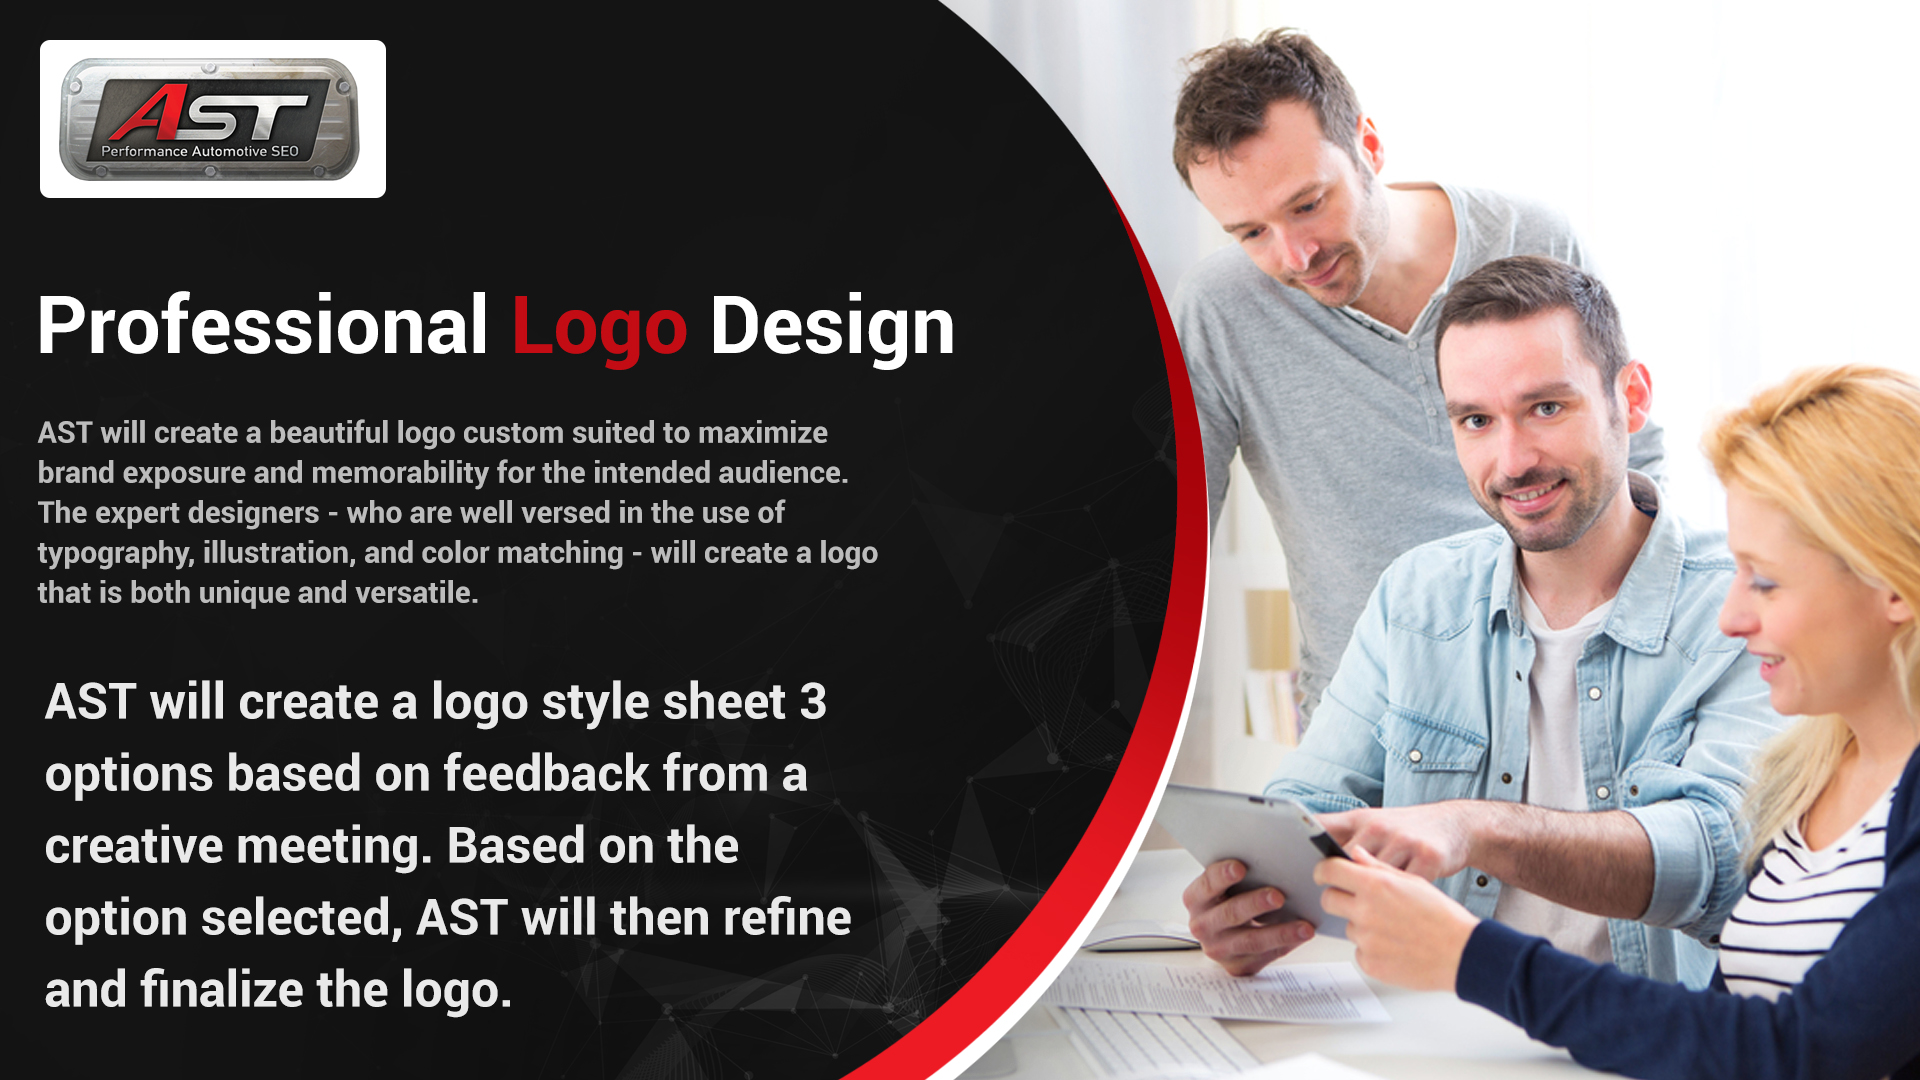 AST
Performance Automotive SEO
Professional Logo Design
AST will create a beautiful logo custom suited to maximize
brand exposure and memorability for the intended audience.
The expert designers - who are well versed in the use of
typography, illustration, and color matching - will create a logo
that is both unique and versatile.
AST will create a logo style sheet 3
options based on feedback from a
creative meeting. Based on the
option selected, AST will then refine
and finalize the logo.